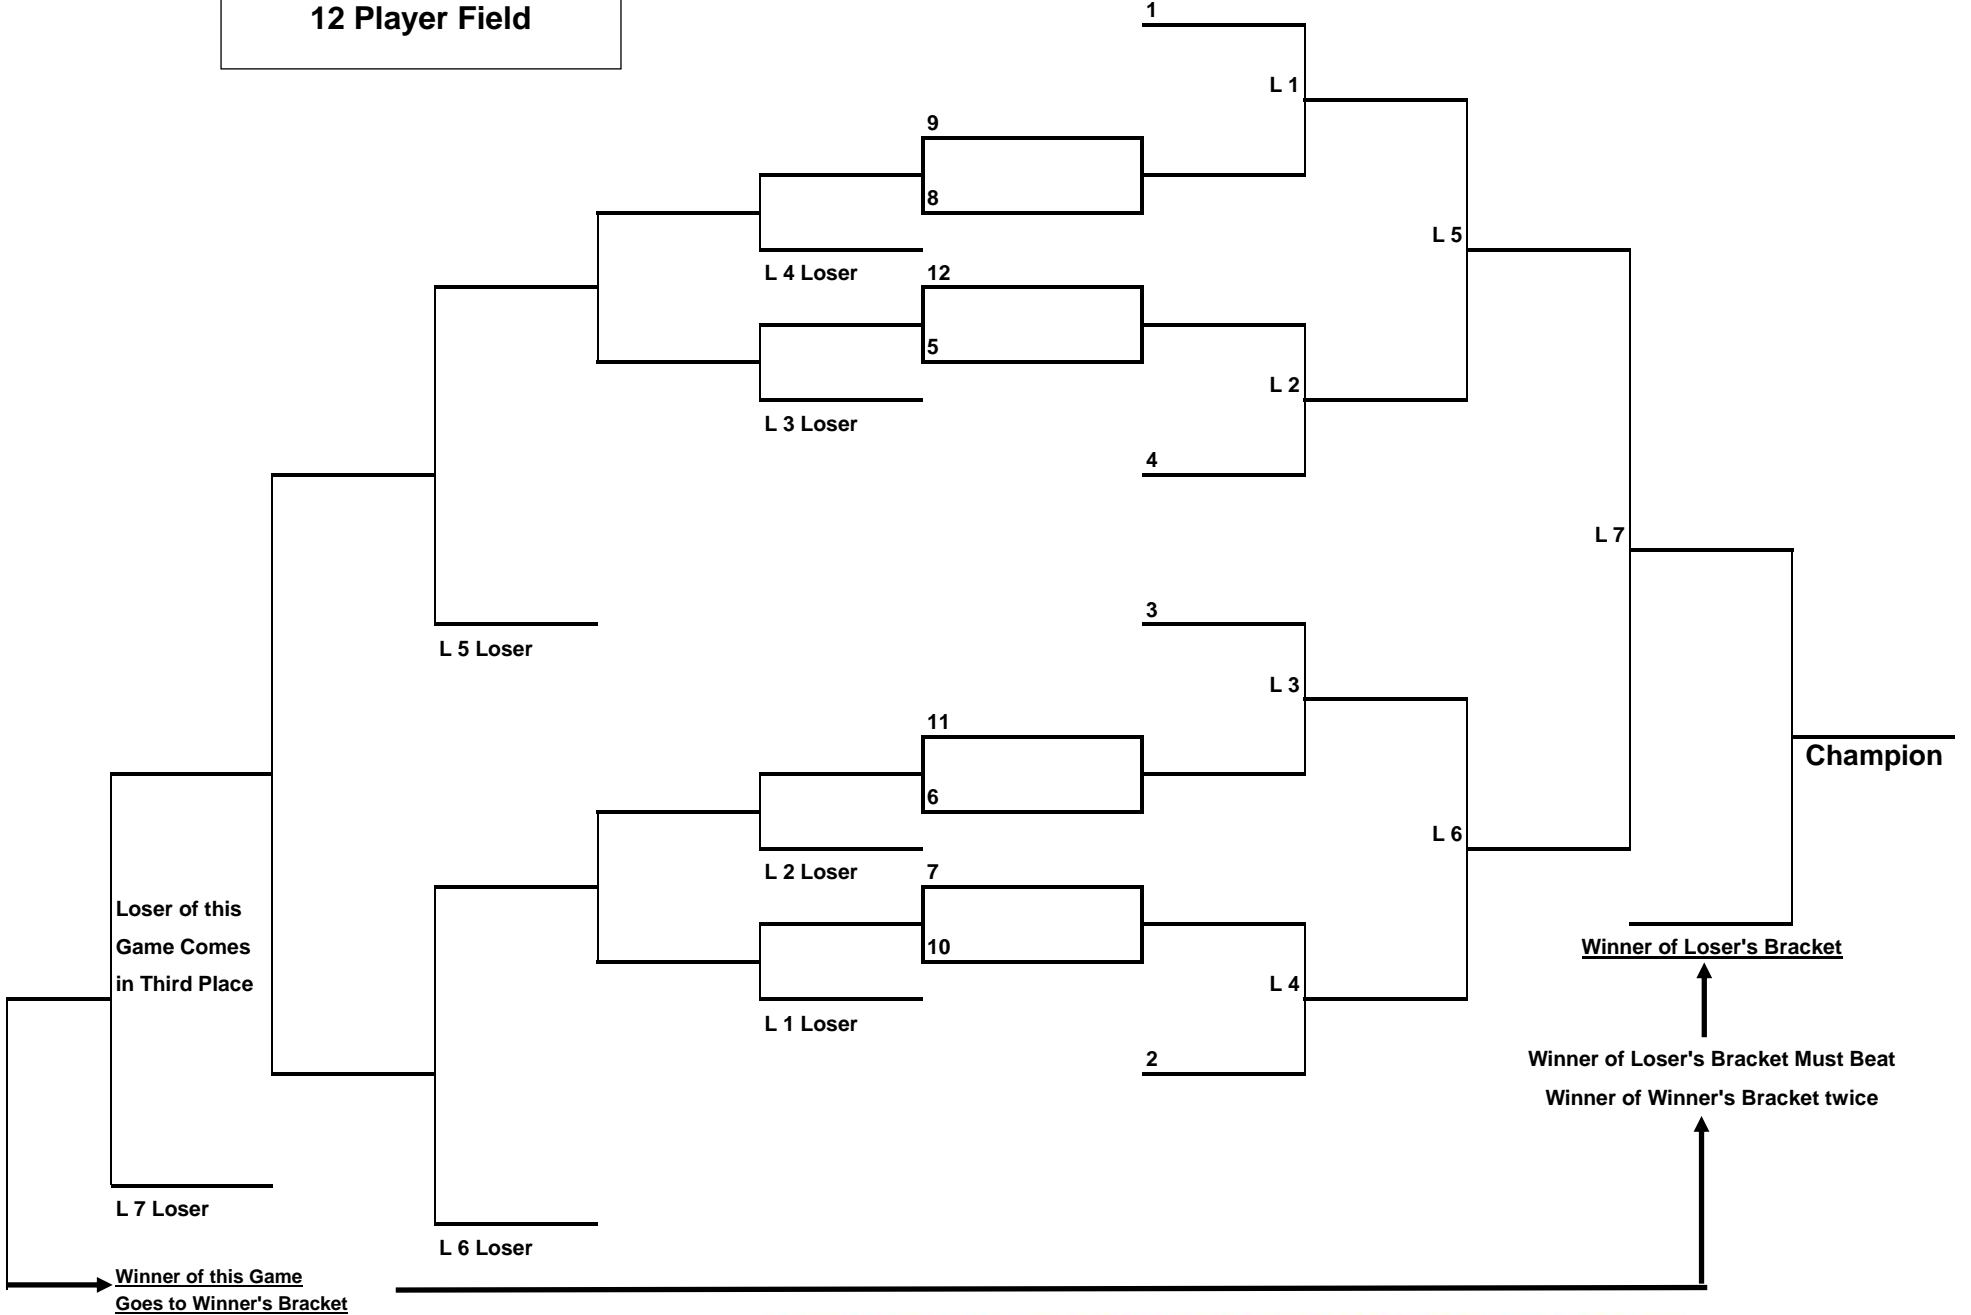 12 Player Field
1
L 1
9
8
L 5
L 4 Loser
12
5
L 2
L 3 Loser
4
L 7
3
L 5 Loser
L 3
11
Champion
6
L 6
L 2 Loser
7
Loser of this
Game Comes
in Third Place
10
Winner of Loser's Bracket
L 4
L 1 Loser
2
Winner of Loser's Bracket Must Beat
Winner of Winner's Bracket twice
L 7 Loser
L 6 Loser
Winner of this Game
Goes to Winner's Bracket